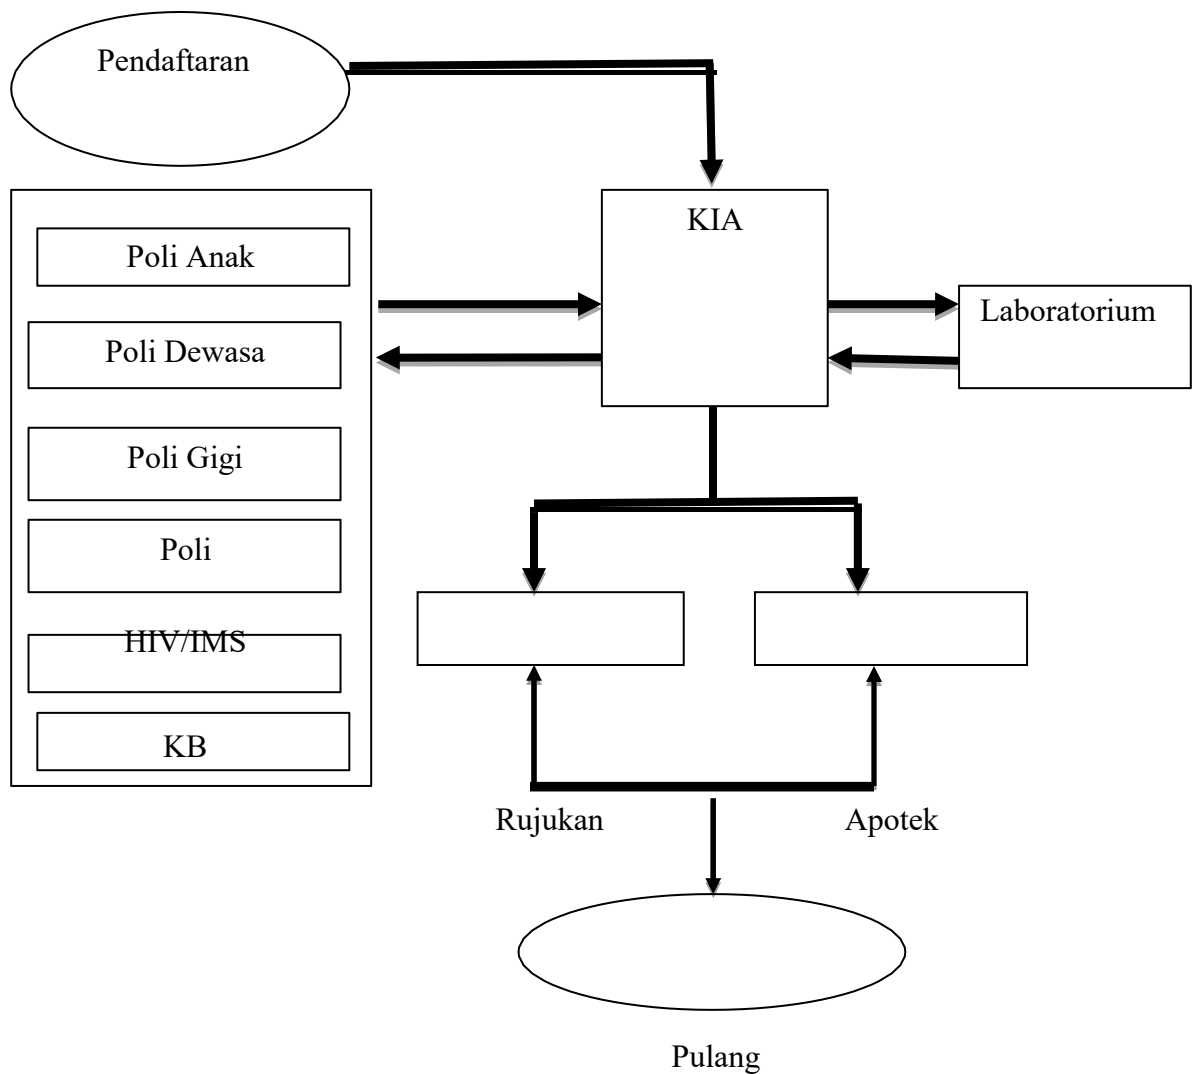 Pendaftaran
KIA
Poli Anak
Laboratorium
Poli Dewasa
Poli Gigi
Poli
HIV/IMS
KB
Rujukan
Apotek
Pulang